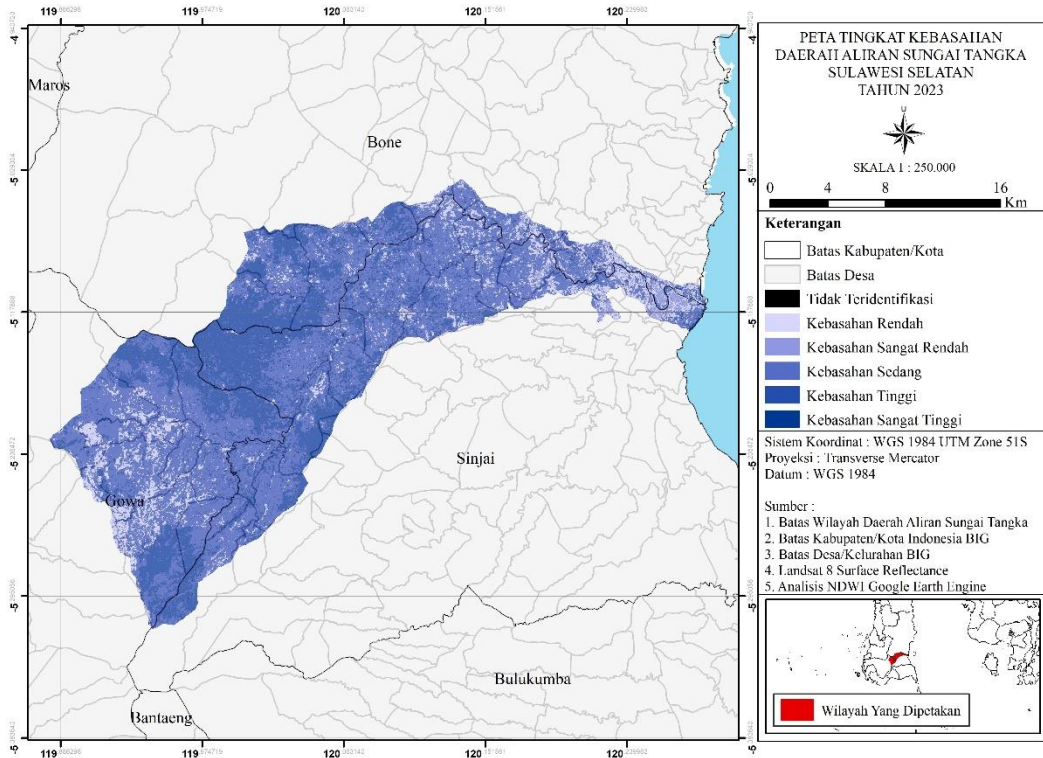 119 119 120 120 120
Maros
Bone
Sinjai
Gowa
Bulukumba
Bantaeng
119 119 120 120 120
PETA TINGKAT KEBASAHAN
DAERAH ALIRAN SUNGAI TANGKA
SULAWESI SELATAN
TAHUN 2023
SKALA 1 : 250.000
0 4 8 16
Km
Keterangan
Batas Kabupaten/Kota
Batas Desa
Tidak Teridentifikasi
Kebasahan Rendah
Kebasahan Sangat Rendah
Kebasahan Sedang
Kebasahan Tinggi
Kebasahan Sangat Tinggi
Sistem Koordinat : WGS 1984 UTM Zone 51S
Proyeksi : Transverse Mercator
Datum : WGS 1984
Sumber :
1. Batas Wilayah Daerah Aliran Sungai Tangka
2. Batas Kabupaten/Kota Indonesia BIG
3. Batas Desa/Kelurahan BIG
4. Landsat 8 Surface Reflectance
5. Analisis NDWI Google Earth Engine
Wilayah Yang Dipetakan